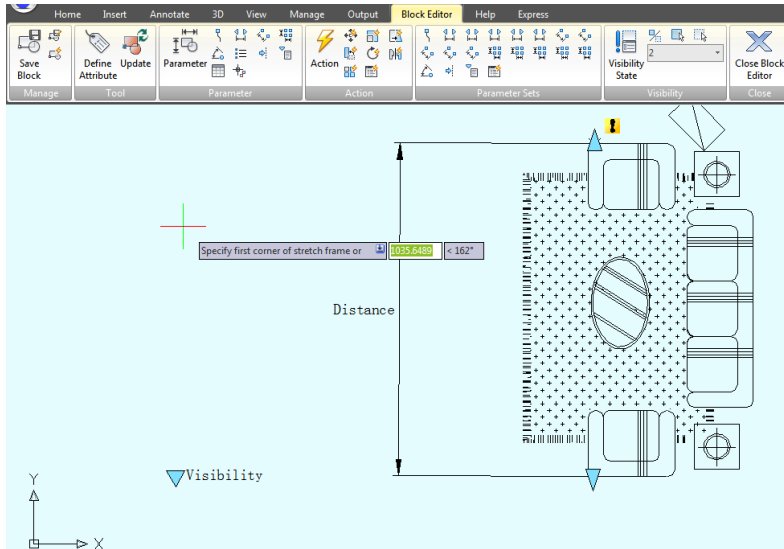 Home Insert Annotate 3D View Manage Output Block Editor Help Express
Save Block
Define Attribute
Update
Parameter
Action
Visibility State
2
Close Block Editor
Manage Tool Parameter Action Parameter Sets Visibility Close
Specify first corner of stretch frame or 1035.6489 < 162°
Distance
Visibility
Y
X